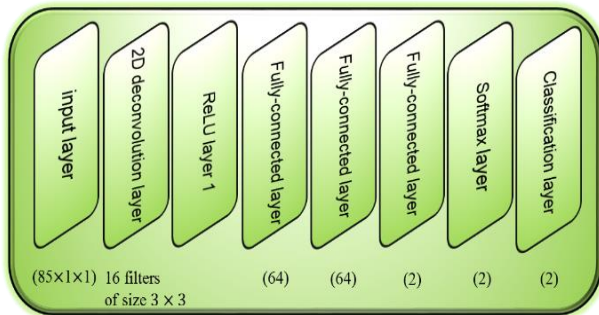 input layer
2D deconvolution layer
ReLU layer 1
Fully-connected layer
Fully-connected layer
Fully-connected layer
Softmax layer
Classification layer
(85×1×1)
16 filters
of size 3 × 3
(64)
(64)
(2)
(2)
(2)